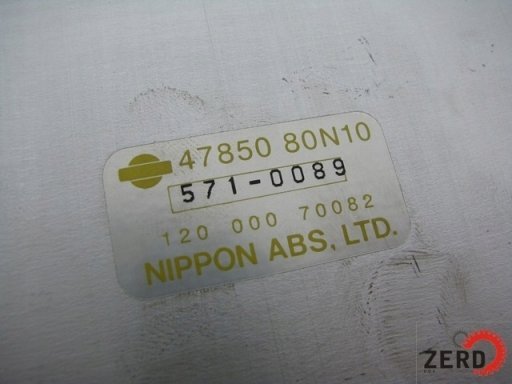 47850 80N10
571-0089
120 000 70082
NIPPON ABS, LTD.
ZERD